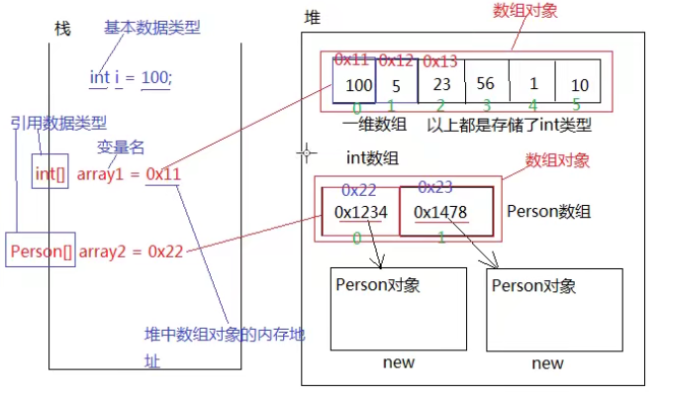 栈
基本数据类型
int i = 100;
引用数据类型
变量名
int[] array1 = 0x11
Person[] array2 = 0x22
堆中数组对象的内存地
址
堆
数组对象
0x11 0x12 0x13
100 5 23 56 1 10
0 1 2 3 4 5
一维数组 以上都是存储了int类型
int数组
数组对象
0x22 0x23
0x1234 0x1478 Person数组
0 1
Person对象 Person对象
new new